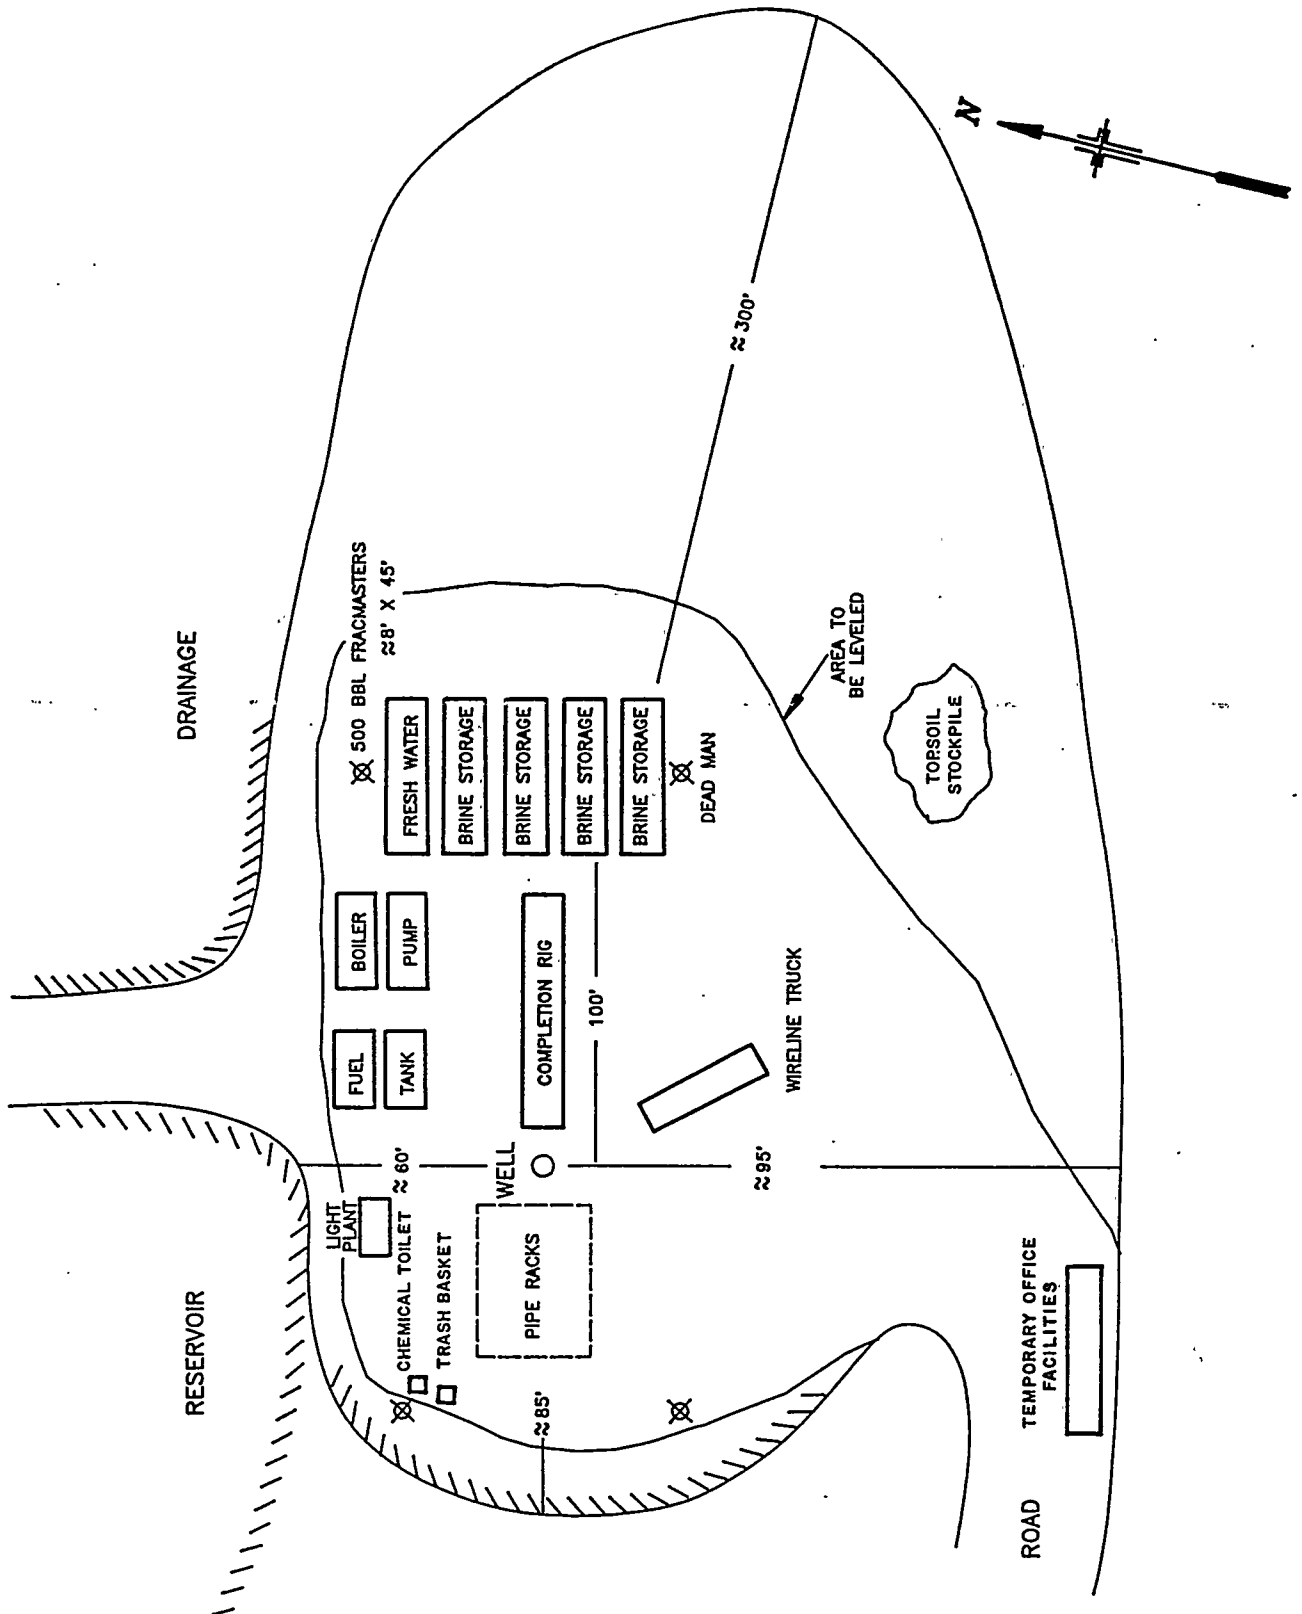 N
DRAINAGE
≈ 300'
500 BBL FRACMASTERS
≈8' X 45'
FRESH WATER
BRINE STORAGE
BRINE STORAGE
BRINE STORAGE
BRINE STORAGE
DEAD MAN
AREA TO
BE LEVELED
TOPSOIL
STOCKPILE
BOILER
PUMP
FUEL
TANK
COMPLETION RIG
100'
WIRELINE TRUCK
≈ 60'
WELL
≈95'
LIGHT
PLANT
CHEMICAL TOILET
TRASH BASKET
PIPE RACKS
≈85'
RESERVOIR
TEMPORARY OFFICE
FACILITIES
ROAD